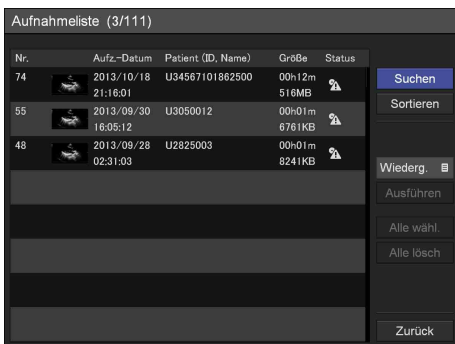 Aufnahmeliste (3/111)
Nr. Aufz.-Datum Patient (ID, Name) Größe Status
74 2013/10/18 U34567101862500 00h12m
21:16:01 516MB
55 2013/09/30 U3050012 00h01m
16:05:12 6761KB
48 2013/09/28 U2825003 00h01m
02:31:03 8241KB
Suchen
Sortieren
Wiederg.
Ausführen
Alle wähl.
Alle lösch
Zurück